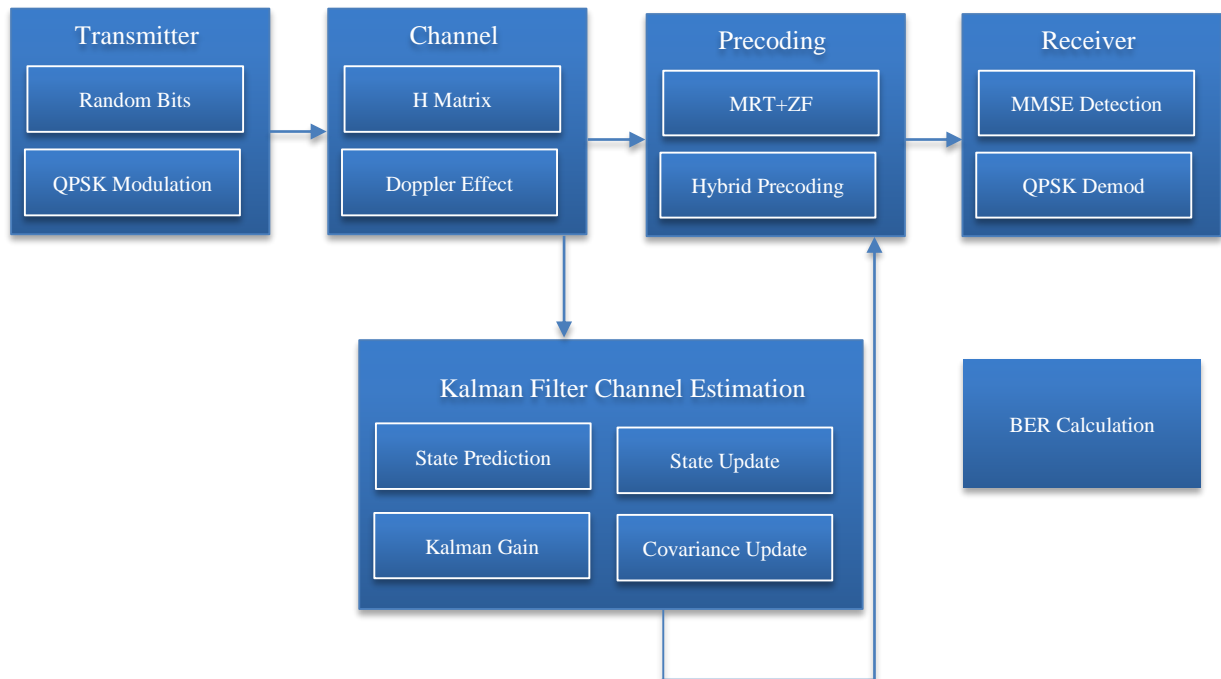 Transmitter
Random Bits
QPSK Modulation
Channel
H Matrix
Doppler Effect
Precoding
MRT+ZF
Hybrid Precoding
Receiver
MMSE Detection
QPSK Demod
Kalman Filter Channel Estimation
State Prediction
State Update
Kalman Gain
Covariance Update
BER Calculation